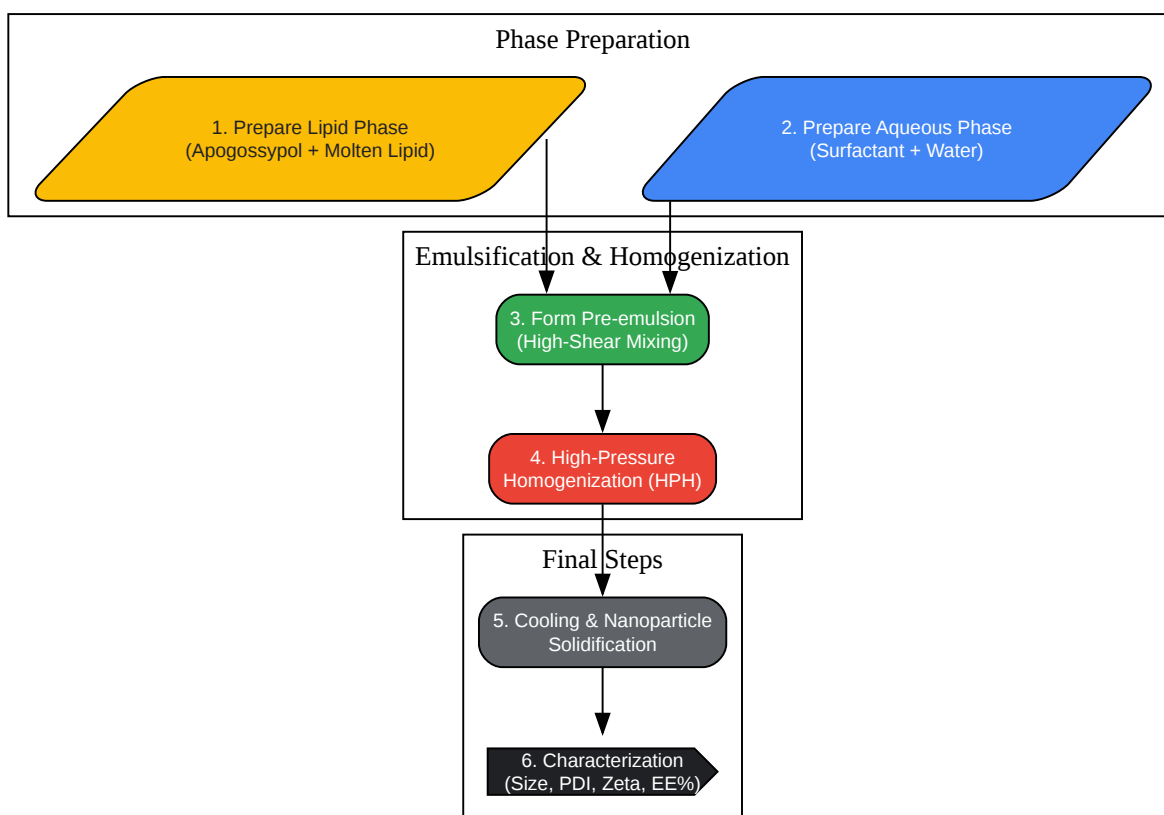 Phase Preparation
1. Prepare Lipid Phase
(Apogossypol + Molten Lipid)
2. Prepare Aqueous Phase
(Surfactant + Water)
Emulsification & Homogenization
3. Form Pre-emulsion
(High-Shear Mixing)
4. High-Pressure
Homogenization (HPH)
Final Steps
5. Cooling & Nanoparticle
Solidification
6. Characterization
(Size, PDI, Zeta, EE%)